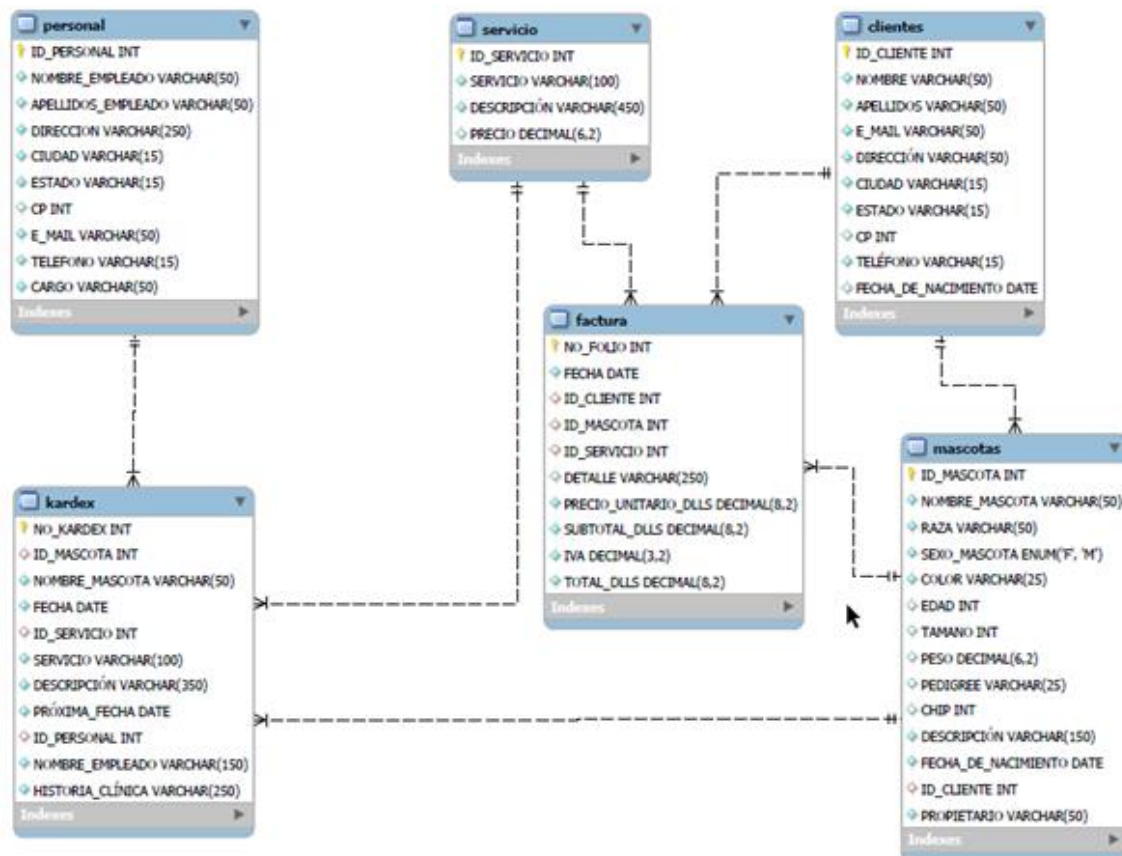 personal
ID_PERSONAL INT
NOMBRE_EMPLEADO VARCHAR(50)
APELLIDOS_EMPLEADO VARCHAR(50)
DIRECCION VARCHAR(250)
CIUDAD VARCHAR(15)
ESTADO VARCHAR(15)
CP INT
E_MAIL VARCHAR(50)
TELEFONO VARCHAR(15)
CARGO VARCHAR(50)
Indexes
servicio
ID_SERVICIO INT
SERVICIO VARCHAR(100)
DESCRIPCIÓN VARCHAR(450)
PRECIO DECIMAL(6,2)
Indexes
clientes
ID_CLIENTE INT
NOMBRE VARCHAR(50)
APELLIDOS VARCHAR(50)
E_MAIL VARCHAR(50)
DIRECCIÓN VARCHAR(50)
CIUDAD VARCHAR(15)
ESTADO VARCHAR(15)
CP INT
TELÉFONO VARCHAR(15)
FECHA_DE_NACIMIENTO DATE
Indexes
factura
NO_FOLIO INT
FECHA DATE
ID_CLIENTE INT
ID_MASCOTA INT
ID_SERVICIO INT
DETALLE VARCHAR(250)
PRECIO_UNITARIO_DLLS DECIMAL(8,2)
SUBTOTAL_DLLS DECIMAL(8,2)
IVA DECIMAL(3,2)
TOTAL_DLLS DECIMAL(8,2)
Indexes
kardex
NO_KARDEX INT
ID_MASCOTA INT
NOMBRE_MASCOTA VARCHAR(50)
FECHA DATE
ID_SERVICIO INT
SERVICIO VARCHAR(100)
DESCRIPCIÓN VARCHAR(350)
PRÓXIMA_FECHA DATE
ID_PERSONAL INT
NOMBRE_EMPLEADO VARCHAR(150)
HISTORIA_CLÍNICA VARCHAR(250)
Indexes
mascotas
ID_MASCOTA INT
NOMBRE_MASCOTA VARCHAR(50)
RAZA VARCHAR(50)
SEXO_MASCOTA ENUM('F', 'M')
COLOR VARCHAR(25)
EDAD INT
TAMANO INT
PESO DECIMAL(6,2)
PEDIGREE VARCHAR(25)
CHIP INT
DESCRIPCIÓN VARCHAR(150)
FECHA_DE_NACIMIENTO DATE
ID_CLIENTE INT
PROPIETARIO VARCHAR(50)
Indexes